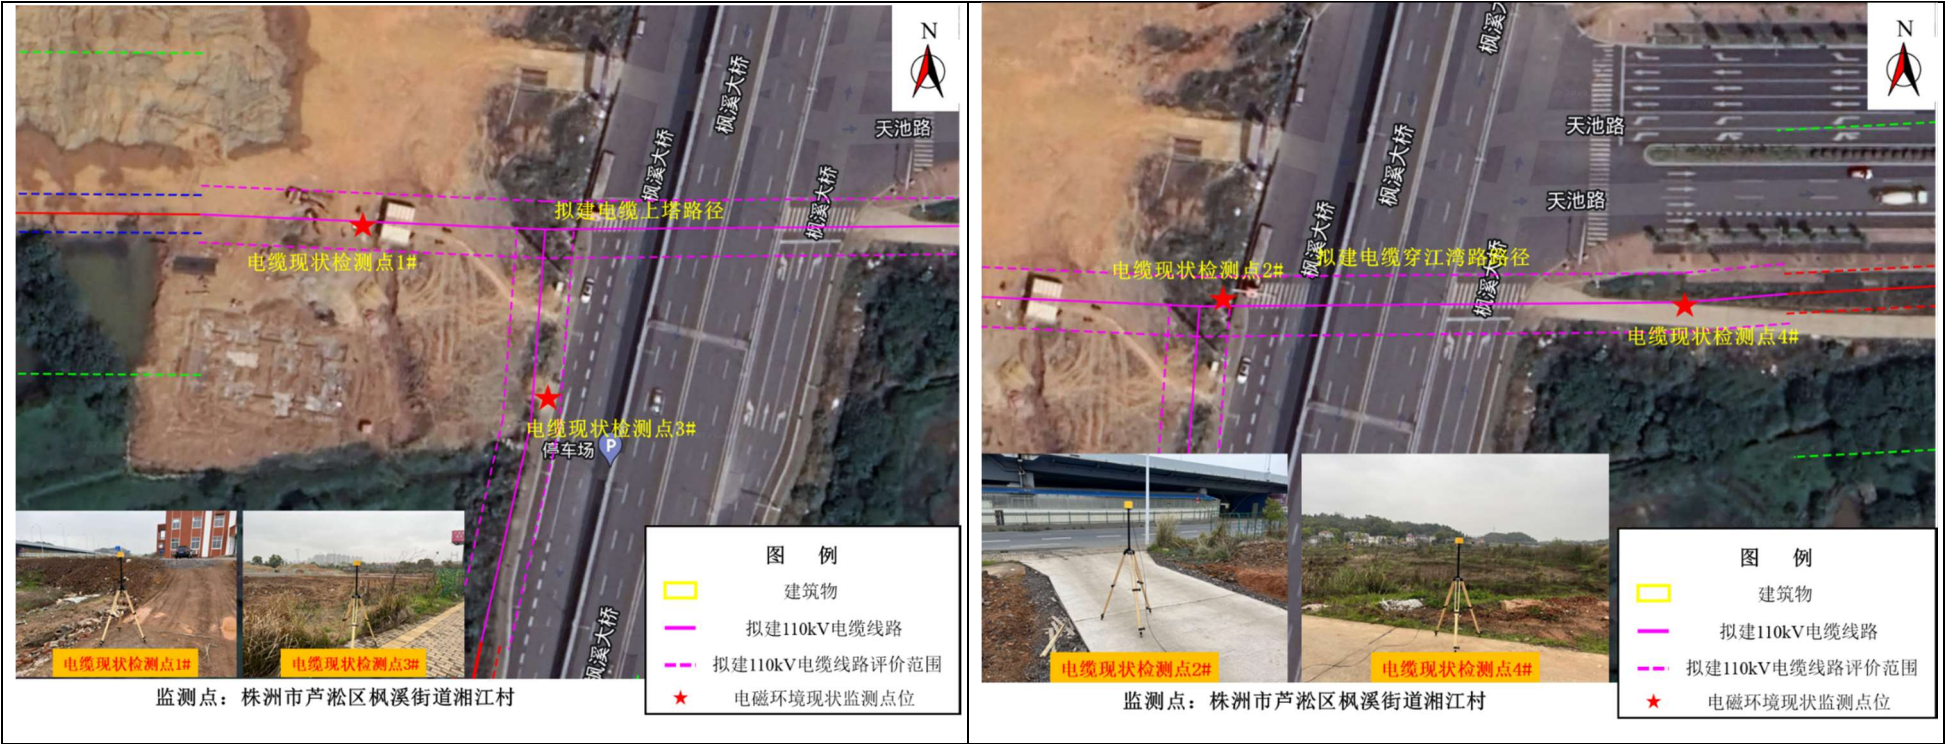 N
枫溪大桥
枫溪大桥
天池路
枫溪大桥
拟建电缆上塔路径
电缆现状检测点1#
电缆现状检测点3#
停车场
P
枫溪大桥
电缆现状检测点1#
电缆现状检测点3#
图 例
建筑物
拟建110kV电缆线路
拟建110kV电缆线路评价范围
电磁环境现状监测点位
监测点：株洲市芦淞区枫溪街道湘江村
N
枫溪大
枫溪大桥
天池路
天池路
枫溪大桥
枫溪大桥
拟建电缆穿江湾路路径
电缆现状检测点2#
电缆现状检测点4#
电缆现状检测点2#
电缆现状检测点4#
图 例
建筑物
拟建110kV电缆线路
拟建110kV电缆线路评价范围
电磁环境现状监测点位
监测点：株洲市芦淞区枫溪街道湘江村